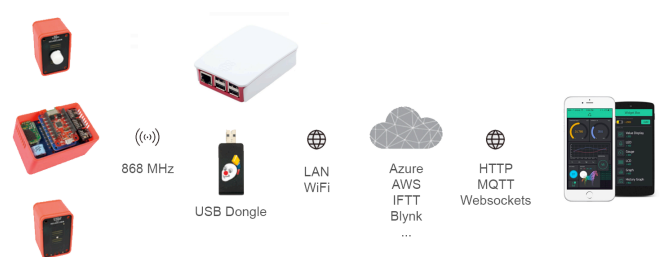 868 MHz
USB Dongle
LAN
WiFi
Azure
AWS
IFTT
Blynk
...
HTTP
MQTT
Websockets